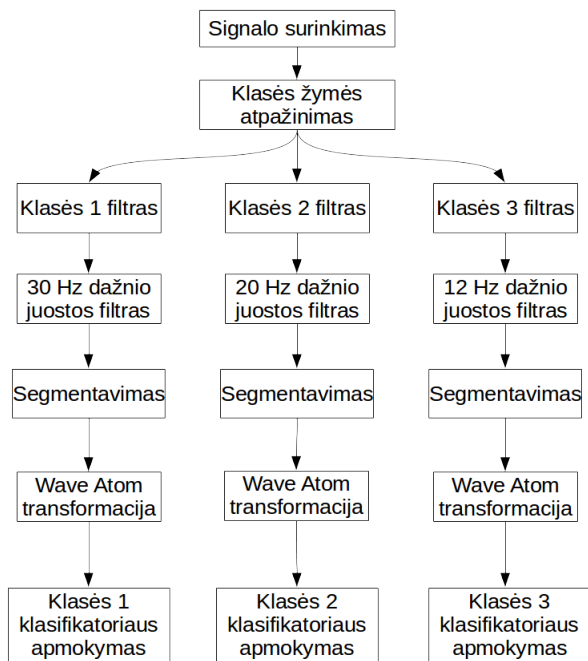 Signalo surinkimas
Klasės žymės
atpažinimas
Klasės 1 filtras
Klasės 2 filtras
Klasės 3 filtras
30 Hz dažnio
juostos filtras
20 Hz dažnio
juostos filtras
12 Hz dažnio
juostos filtras
Segmentavimas
Segmentavimas
Segmentavimas
Wave Atom
transformacija
Wave Atom
transformacija
Wave Atom
transformacija
Klasės 1
klasifikatoriaus
apmokymas
Klasės 2
klasifikatoriaus
apmokymas
Klasės 3
klasifikatoriaus
apmokymas